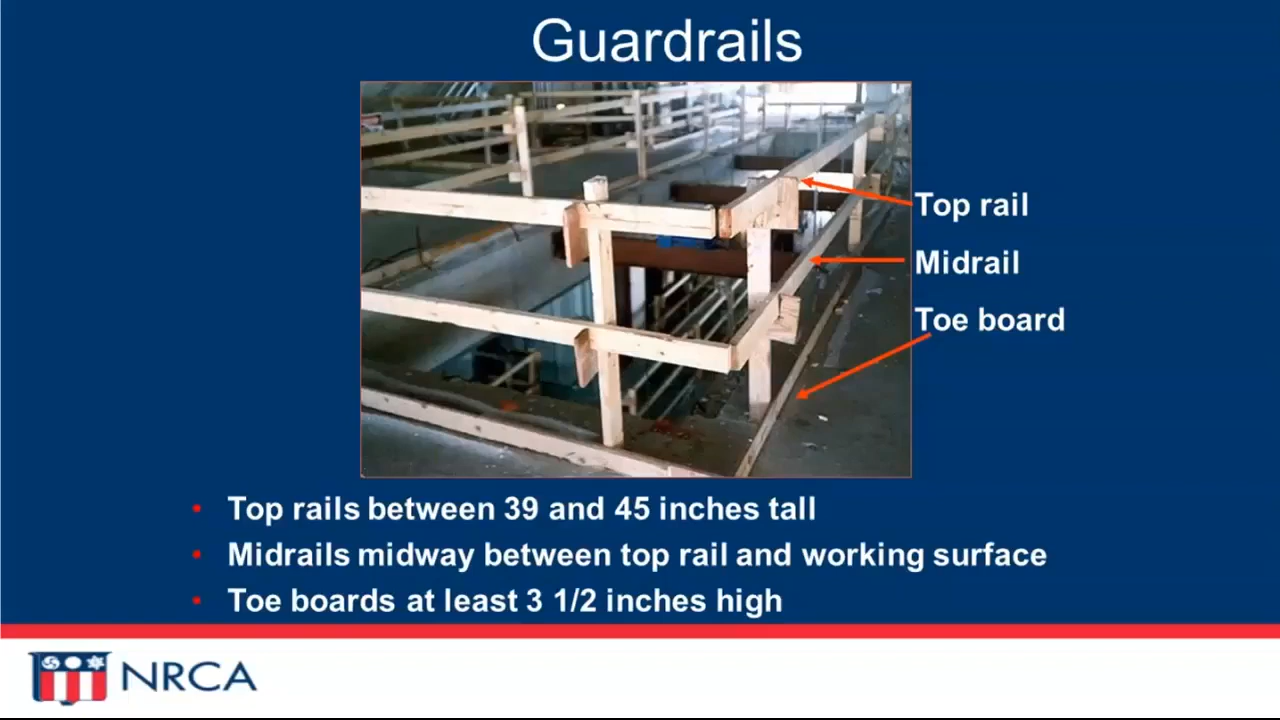 Guardrails
Top rail
Midrail
Toe board
• Top rails between 39 and 45 inches tall
• Midrails midway between top rail and working surface
• Toe boards at least 3 1/2 inches high
NRCA